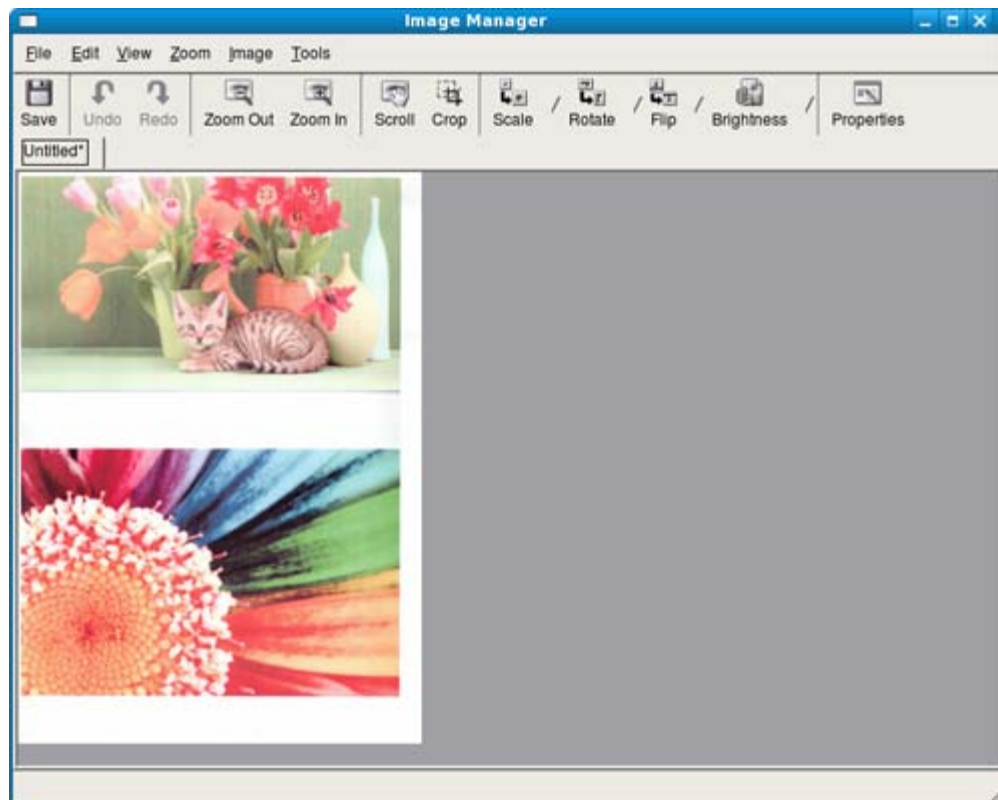 Image Manager
File Edit View Zoom Image Tools
Save Undo Redo Zoom Out Zoom In Scroll Crop Scale / Rotate / Flip / Brightness / Properties
Untitled*